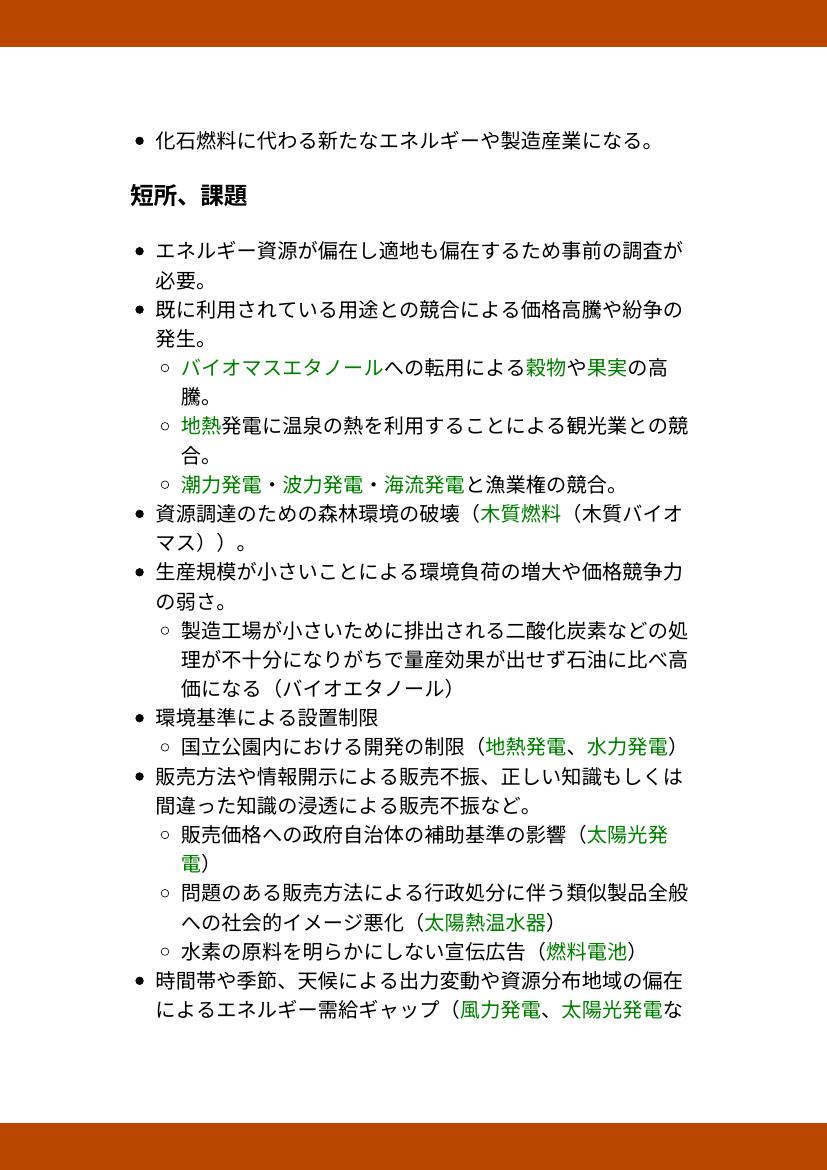 • 化石燃料に代わる新たなエネルギーや製造産業になる。
短所、課題
• エネルギー資源が偏在し適地も偏在するため事前の調査が
必要。
• 既に利用されている用途との競合による価格高騰や紛争の
発生。
◦ バイオマスエタノールへの転用による穀物や果実の高
騰。
◦ 地熱発電に温泉の熱を利用することによる観光業との競
合。
◦ 潮力発電・波力発電・海流発電と漁業権の競合。
• 資源調達のための森林環境の破壊（木質燃料（木質バイオ
マス））。
• 生産規模が小さいことによる環境負荷の増大や価格競争力
の弱さ。
◦ 製造工場が小さいために排出される二酸化炭素などの処
理が不十分になりがちで量産効果が出せず石油に比べ高
価になる（バイオエタノール）
• 環境基準による設置制限
◦ 国立公園内における開発の制限（地熱発電、水力発電）
• 販売方法や情報開示による販売不振、正しい知識もしくは
間違った知識の浸透による販売不振など。
◦ 販売価格への政府自治体の補助基準の影響（太陽光発
電）
◦ 問題のある販売方法による行政処分に伴う類似製品全般
への社会的イメージ悪化（太陽熱温水器）
◦ 水素の原料を明らかにしない宣伝広告（燃料電池）
• 時間帯や季節、天候による出力変動や資源分布地域の偏在
によるエネルギー需給ギャップ（風力発電、太陽光発電な